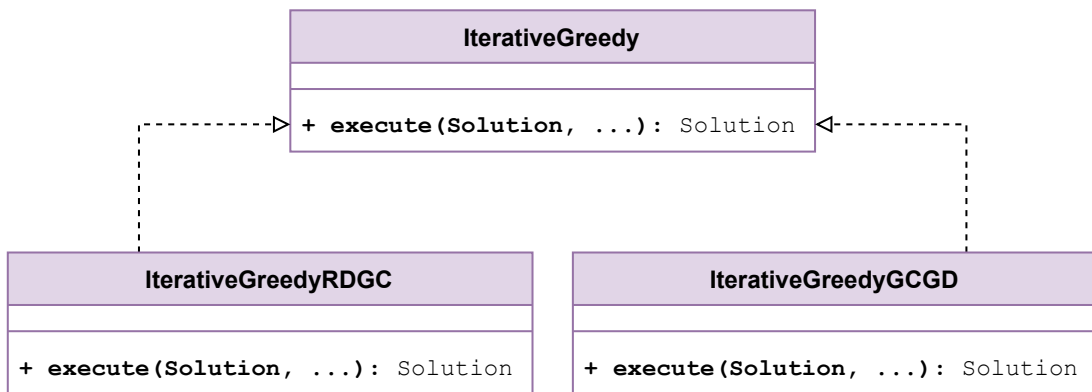 IterativeGreedy
+ execute(Solution, ...): Solution
IterativeGreedyRDGC
+ execute(Solution, ...): Solution
IterativeGreedyGCGD
+ execute(Solution, ...): Solution